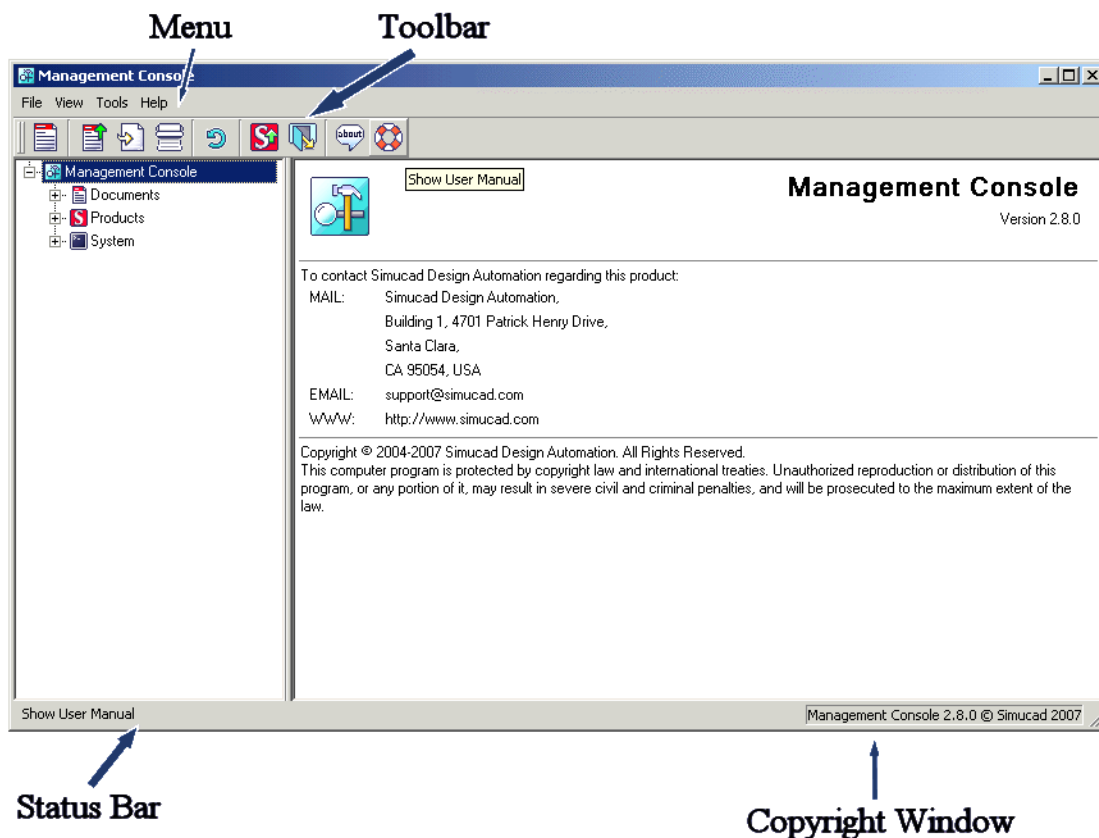 Menu
Toolbar
Management Console
File View Tools Help
about
Show User Manual
Management Console
Documents
Products
System
Management Console
Version 2.8.0
To contact Simucad Design Automation regarding this product:
MAIL: Simucad Design Automation,
Building 1, 4701 Patrick Henry Drive,
Santa Clara,
CA 95054, USA
EMAIL: support@simucad.com
WWW: http://www.simucad.com
Copyright © 2004-2007 Simucad Design Automation. All Rights Reserved.
This computer program is protected by copyright law and international treaties. Unauthorized reproduction or distribution of this
program, or any portion of it, may result in severe civil and criminal penalties, and will be prosecuted to the maximum extent of the
law.
Show User Manual
Management Console 2.8.0 © Simucad 2007
Status Bar
Copyright Window